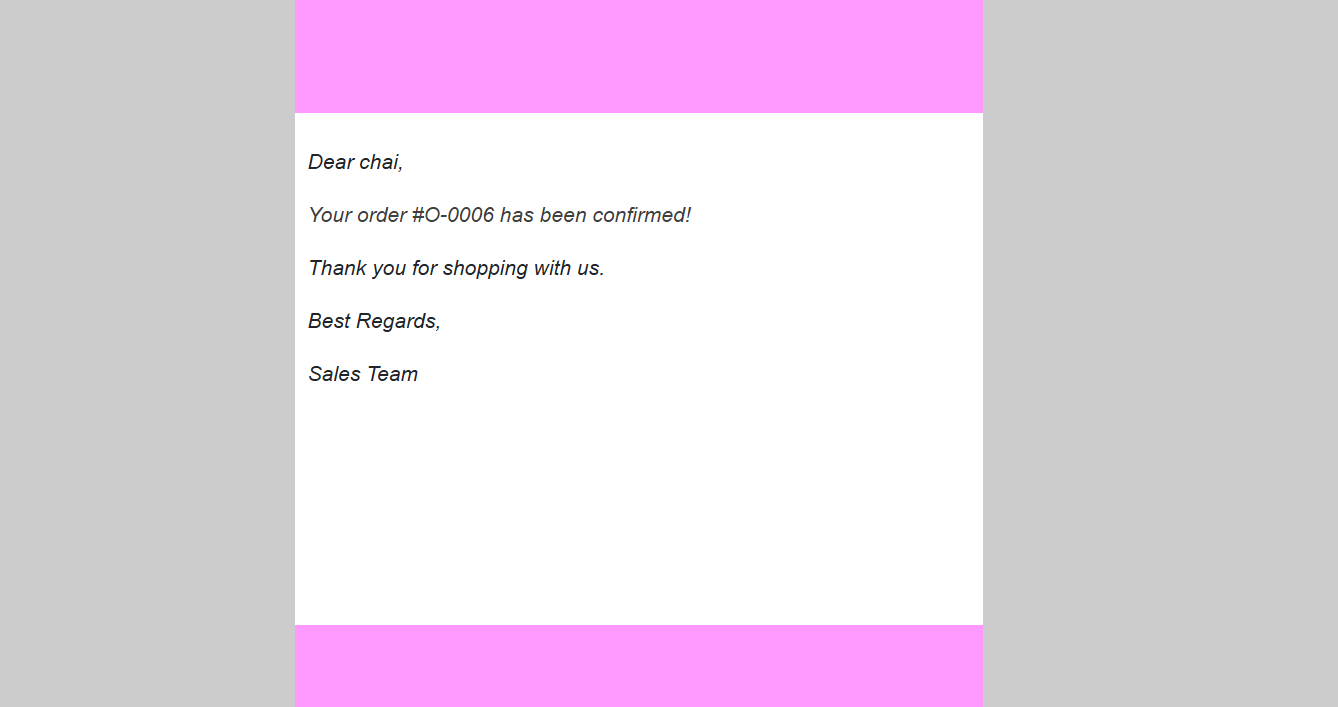 Dear chai,
Your order #O-0006 has been confirmed!
Thank you for shopping with us.
Best Regards,
Sales Team